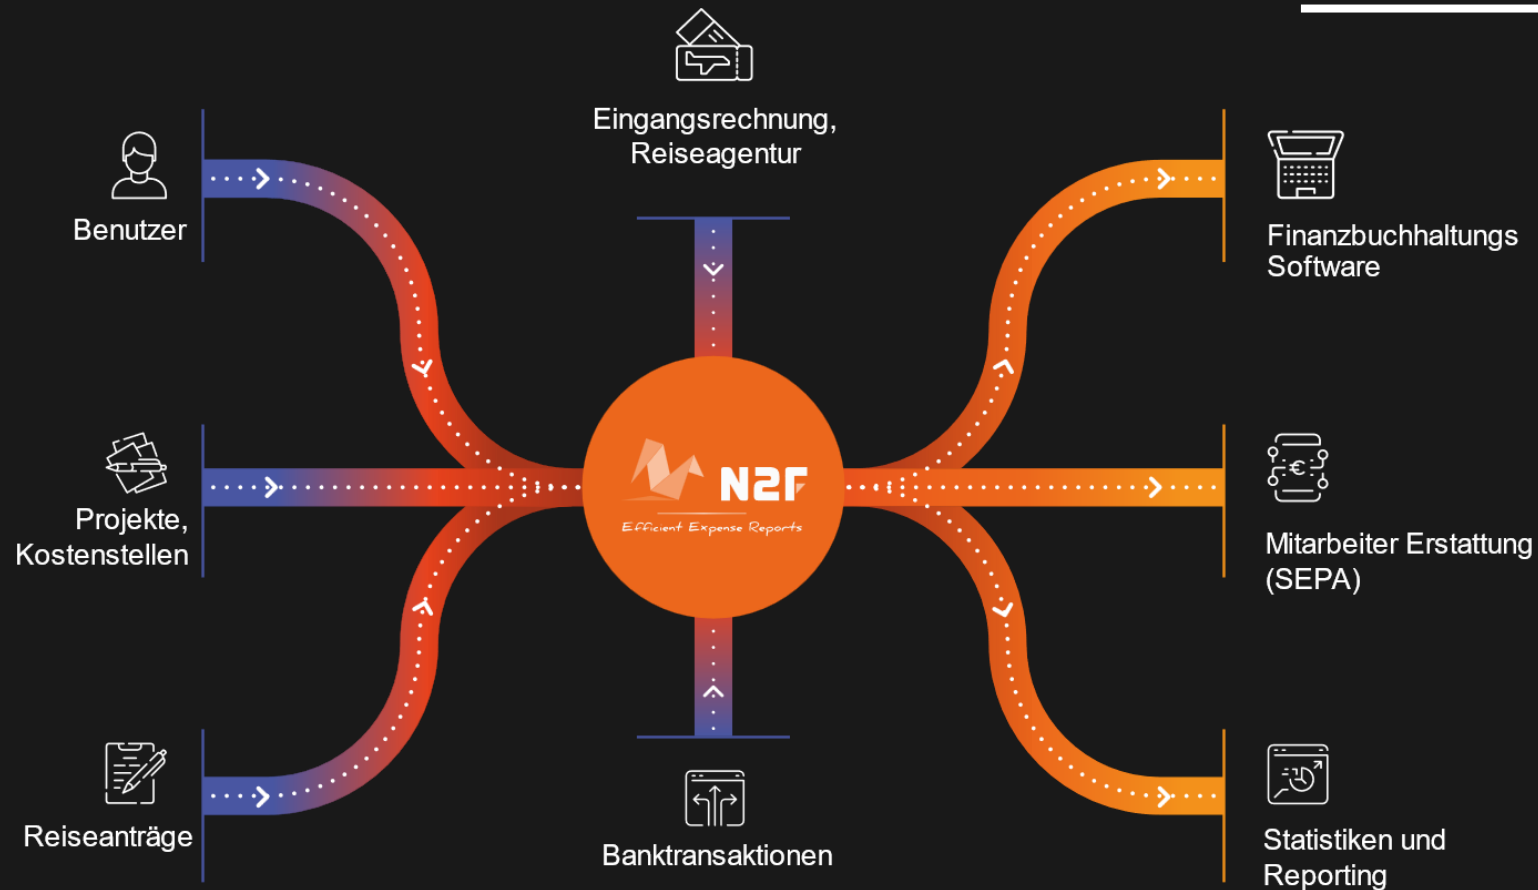 Eingangsrechnung,
Reiseagentur
Benutzer
Finanzbuchhaltungs
Software
N2F
Efficient Expense Reports
Projekte,
Kostenstellen
Mitarbeiter Erstattung
(SEPA)
€
Reiseanträge
Banktransaktionen
Statistiken und
Reporting